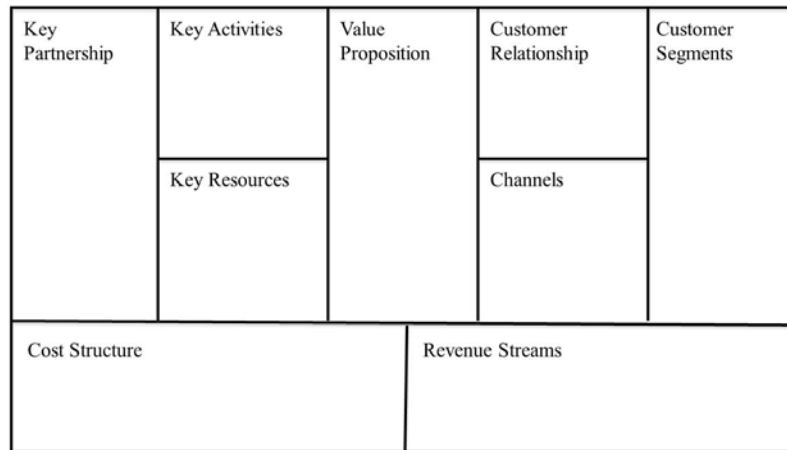 Key
Partnership
Key Activities
Key Resources
Value
Proposition
Customer
Relationship
Channels
Customer
Segments
Cost Structure
Revenue Streams